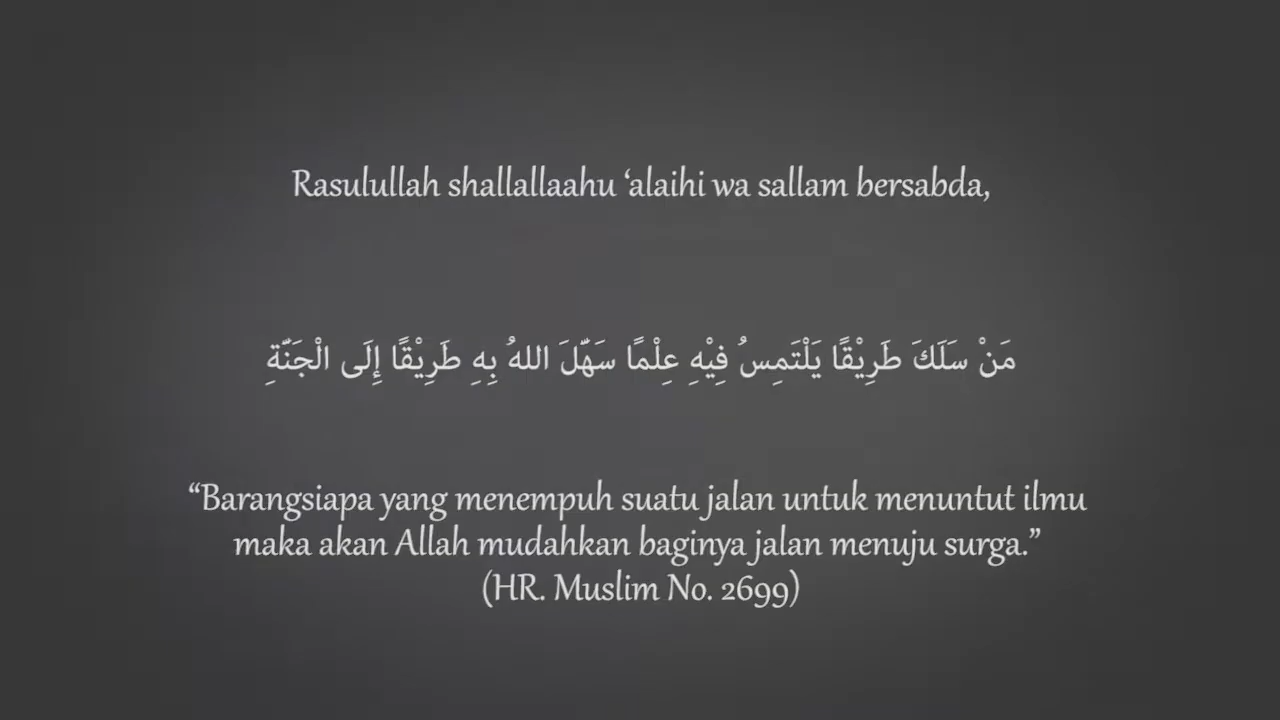 Rasulullah shallallaahu ‘alaihi wa sallam bersabda,
مَنْ سَلَكَ طَرِيْقًا يَلْتَمِسُ فِيْهِ عِلْمًا سَهَّلَ اللهُ بِهِ طَرِيْقًا إِلَى الْجَنَّةِ
“Barangsiapa yang menempuh suatu jalan untuk menuntut ilmu
maka akan Allah mudahkan baginya jalan menuju surga.”
(HR. Muslim No. 2699)